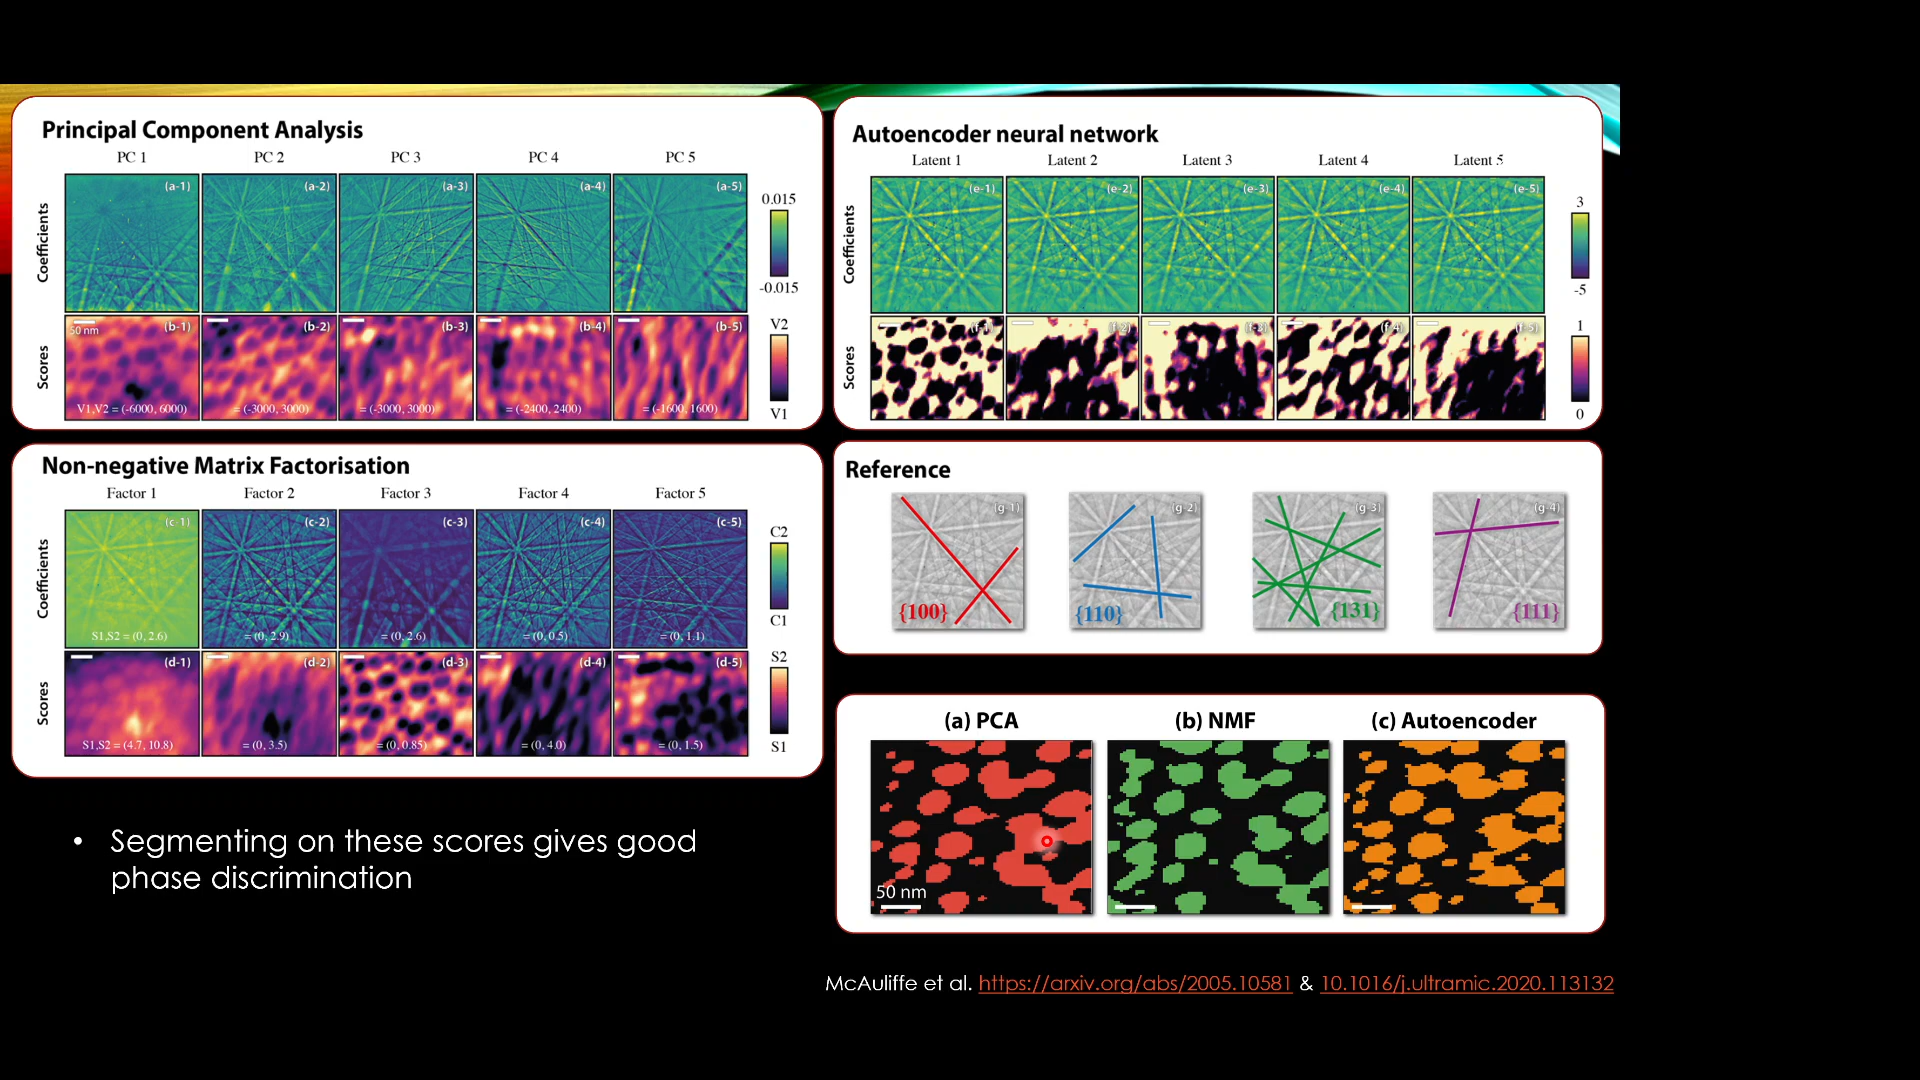 Principal Component Analysis
PC 1 PC 2 PC 3 PC 4 PC 5
Coefficients
(a-1) (a-2) (a-3) (a-4) (a-5)
0.015
-0.015
Scores
50 nm
(b-1) (b-2) (b-3) (b-4) (b-5)
V1,V2 = (-6000, 6000) = (-3000, 3000) = (-3000, 3000) = (-2400, 2400) = (-1600, 1600)
V2
V1
Autoencoder neural network
Latent 1 Latent 2 Latent 3 Latent 4 Latent 5
Coefficients
(e-1) (e-2) (e-3) (e-4) (e-5)
3
-5
Scores
(f-1) (f-2) (f-3) (f-4) (f-5)
1
0
Non-negative Matrix Factorisation
Factor 1 Factor 2 Factor 3 Factor 4 Factor 5
Coefficients
(c-1) (c-2) (c-3) (c-4) (c-5)
S1,S2 = (0, 2.6) = (0, 2.9) = (0, 2.6) = (0, 0.5) = (0, 1.1)
C2
C1
Scores
(d-1) (d-2) (d-3) (d-4) (d-5)
S1,S2 = (4.7, 10.8) = (0, 3.5) = (0, 0.85) = (0, 4.0) = (0, 1.5)
S2
S1
Reference
(g-1) (g-2) (g-3) (g-4)
{100} {110} {131} {111}
(a) PCA (b) NMF (c) Autoencoder
50 nm
• Segmenting on these scores gives good
phase discrimination
McAuliffe et al. https://arxiv.org/abs/2005.10581 & 10.1016/j.ultramic.2020.113132